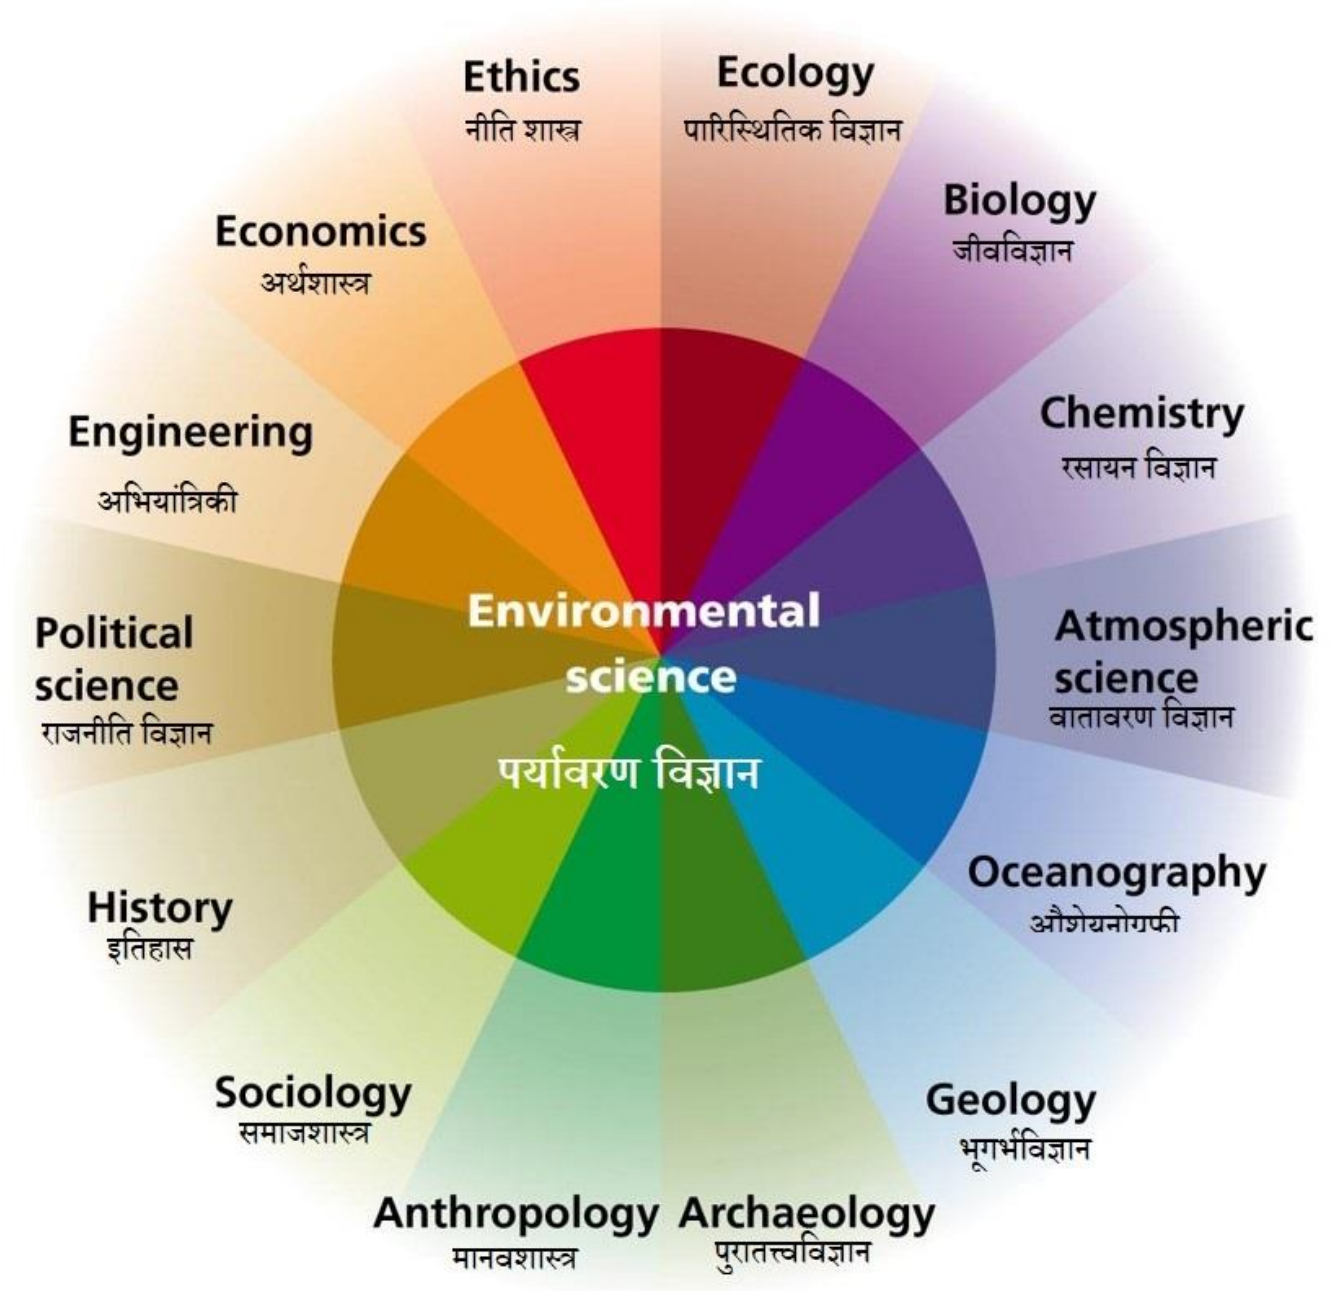 Ethics
नीति शास्त्र
Ecology
पारिस्थितिक विज्ञान
Biology
जीवविज्ञान
Chemistry
रसायन विज्ञान
Atmospheric
science
वातावरण विज्ञान
Oceanography
औशेयनोग्रफी
Geology
भूगर्भविज्ञान
Archaeology
पुरातत्त्वविज्ञान
Anthropology
मानवशास्त्र
Sociology
समाजशास्त्र
History
इतिहास
Political
science
राजनीति विज्ञान
Engineering
अभियांत्रिकी
Economics
अर्थशास्त्र
Environmental
science
पर्यावरण विज्ञान